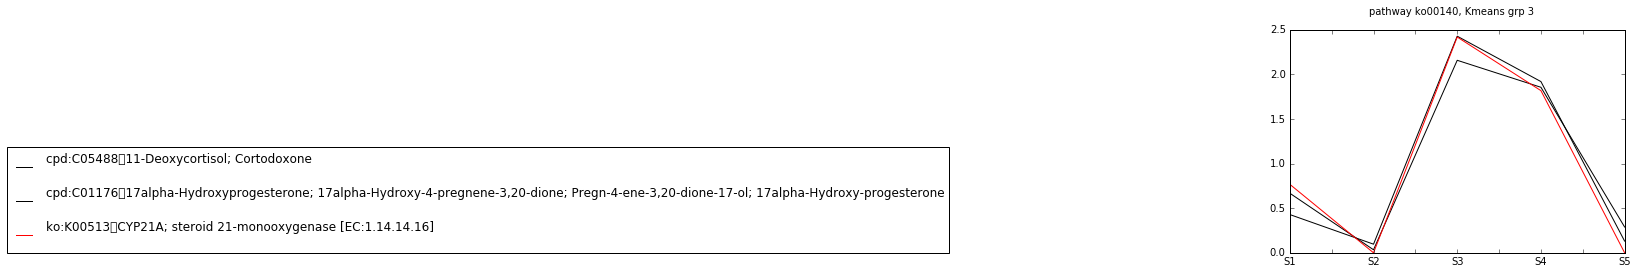 pathway ko00140, Kmeans grp 3
cpd:C05488▯11-Deoxycortisol; Cortodoxone
cpd:C01176▯17alpha-Hydroxyprogesterone; 17alpha-Hydroxy-4-pregnene-3,20-dione; Pregn-4-ene-3,20-dione-17-ol; 17alpha-Hydroxy-progesterone
ko:K00513▯CYP21A; steroid 21-monooxygenase [EC:1.14.14.16]
2.5
2.0
1.5
1.0
0.5
0.0
S1 S2 S3 S4 S5